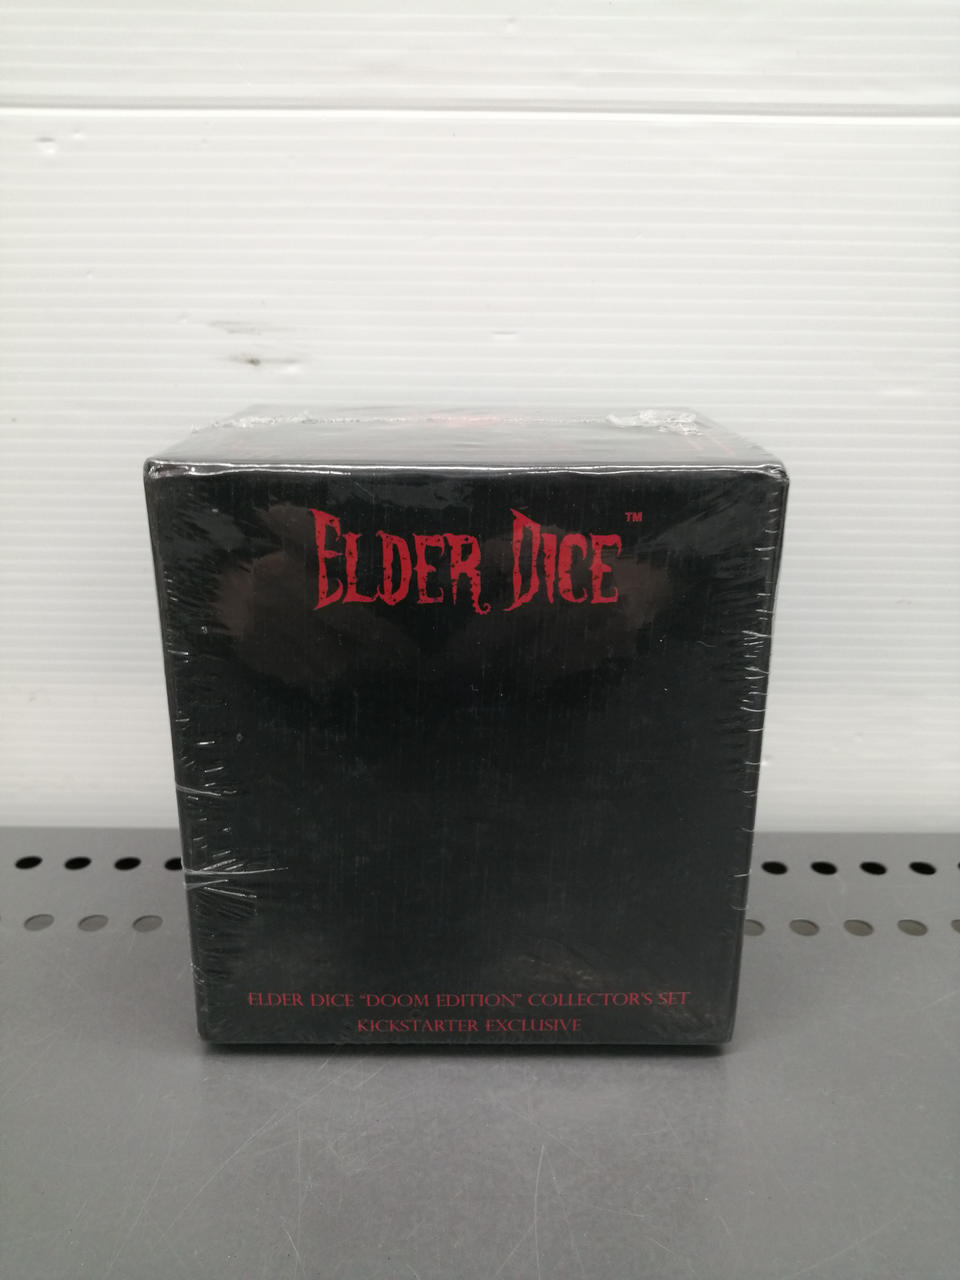 ELDER DICE™
ELDER DICE "DOOM EDITION" COLLECTOR'S SET
KICKSTARTER EXCLUSIVE